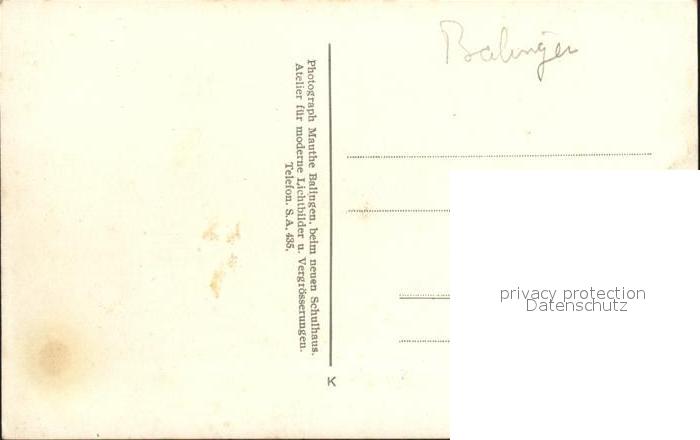 Balingen
Photograph Mauthe Balingen, beim neuen Schulhaus.
Atelier für moderne Lichtbilder u. Vergrösserungen.
Telefon. S. A. 435.
K
privacy protection
Datenschutz